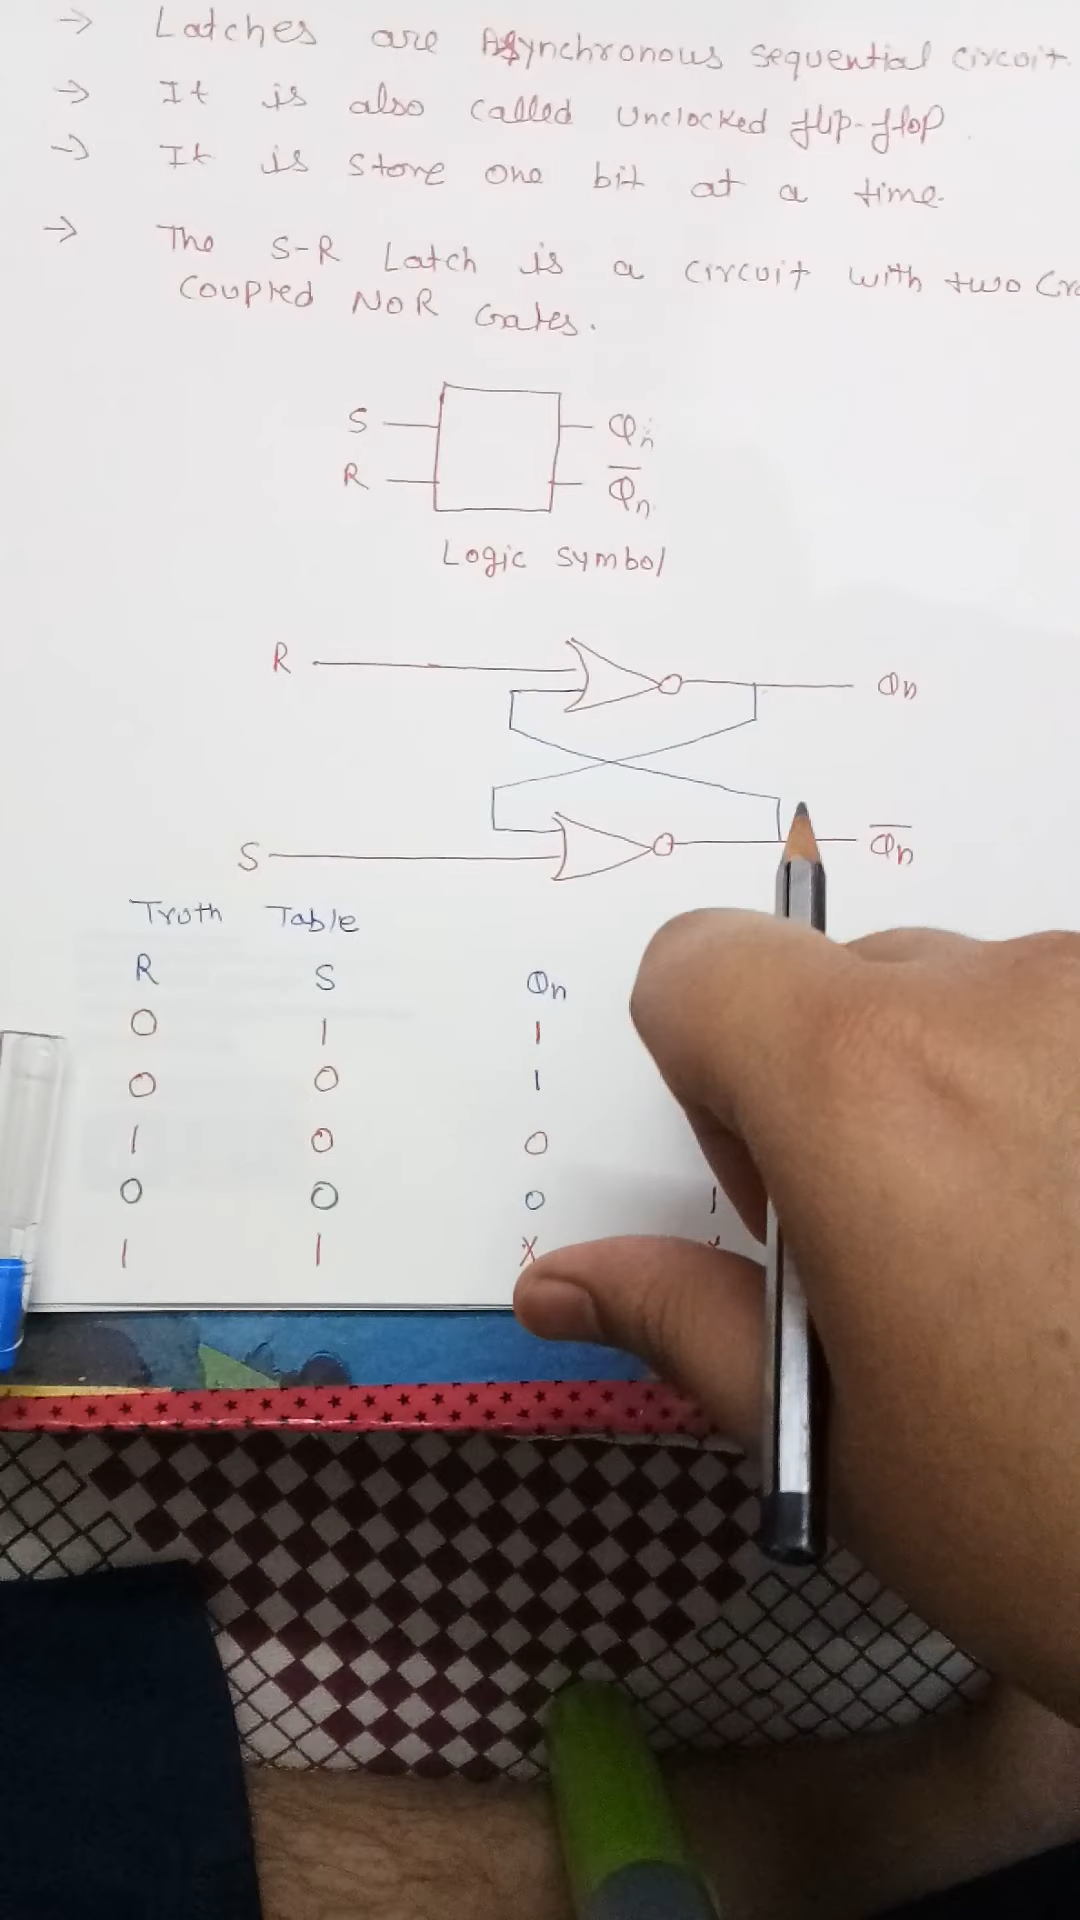 → Latches are Asynchronous sequential circuit.
→ It is also called unclocked flip-flop.
→ It is store one bit at a time.
→ The S-R Latch is a circuit with two
coupled NOR Gates.
S Qn
R Q̅n
Logic symbol
R Qn
S Q̅n
Truth Table
R S Qn
0 1 1
0 0 1
1 0 0
0 0 0 1
1 1 X